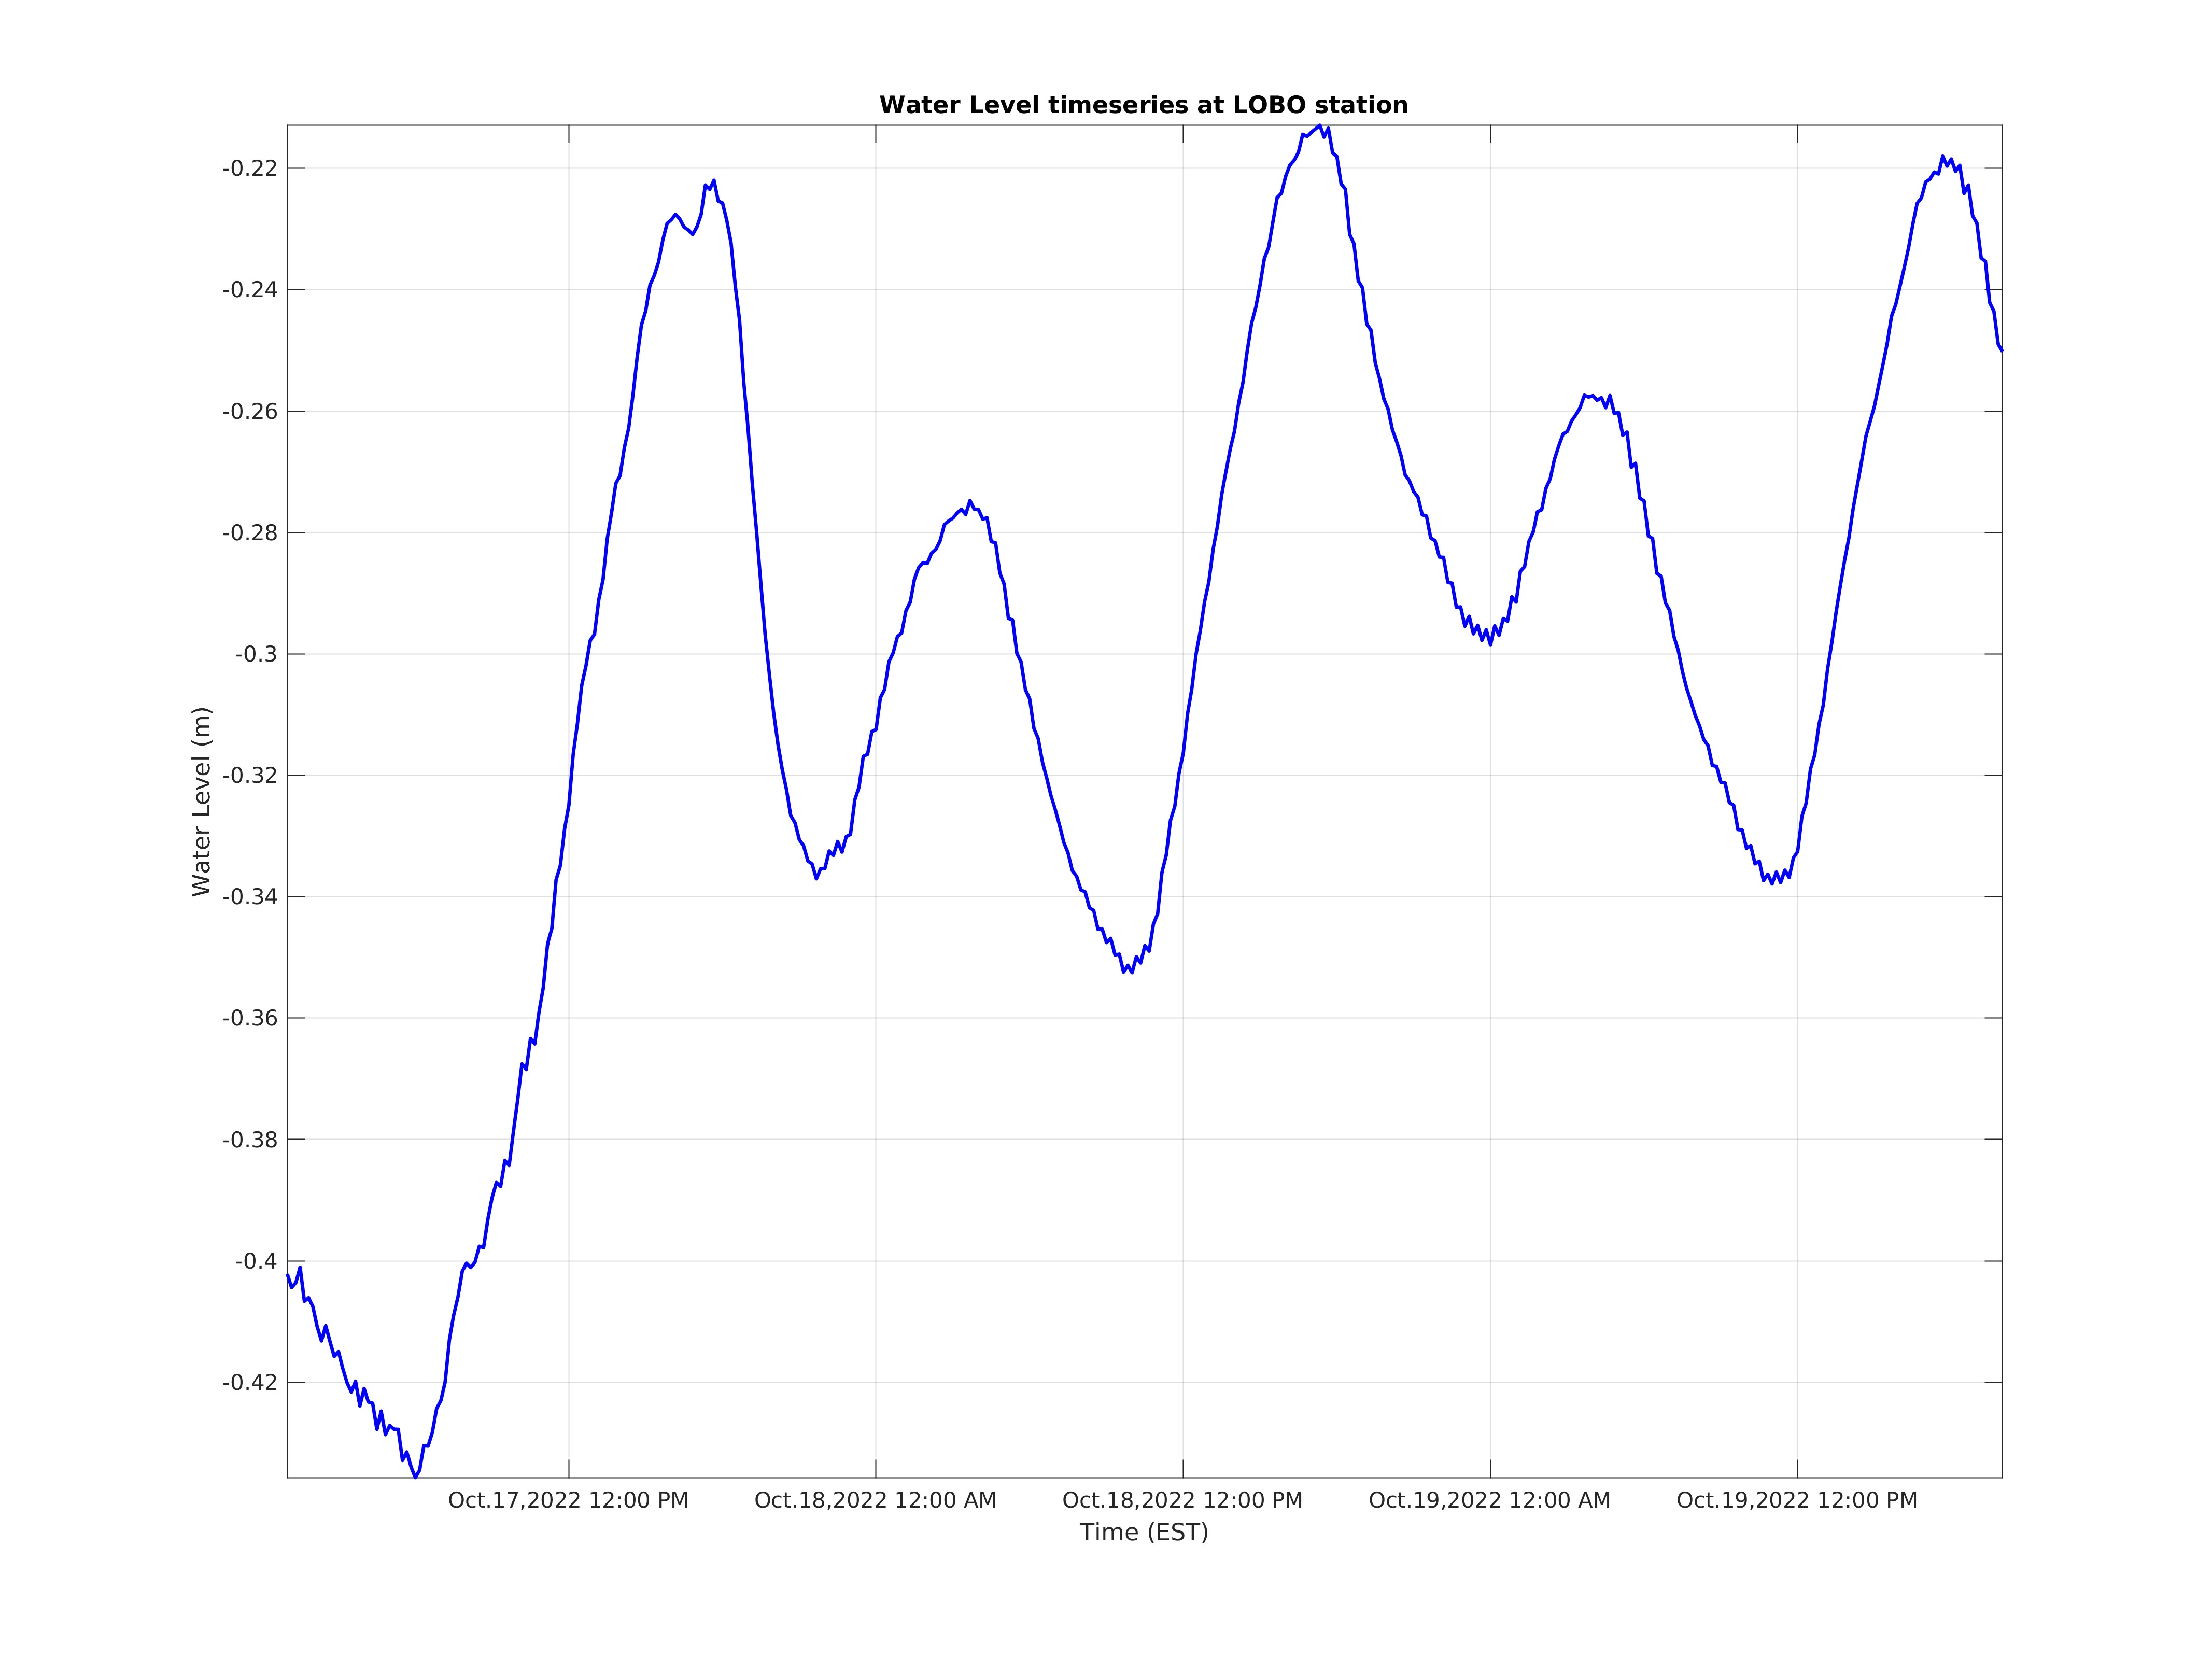 Water Level timeseries at LOBO station
-0.22
-0.24
-0.26
-0.28
-0.3
-0.32
-0.34
-0.36
-0.38
-0.4
-0.42
Water Level (m)
Oct.17,2022 12:00 PM
Oct.18,2022 12:00 AM
Oct.18,2022 12:00 PM
Oct.19,2022 12:00 AM
Oct.19,2022 12:00 PM
Time (EST)